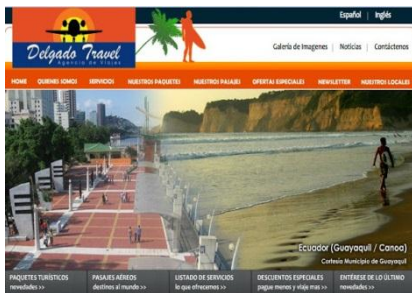 Español | Inglés
Delgado Travel
Agencia de Viajes
Galería de Imagenes | Noticias | Contáctenos
HOME QUIENES SOMOS SERVICIOS NUESTROS PAQUETES NUESTROS PASAJES OFERTAS ESPECIALES NEWSLETTER NUESTROS LOCALES
Ecuador (Guayaquil / Canoa)
Cortesía Municipio de Guayaquil
PAQUETES TURÍSTICOS PASAJES AÉREOS LISTADO DE SERVICIOS DESCUENTOS ESPECIALES ENTÉRESE DE LO ÚLTIMO
novedades >> destinos al mundo >> lo que ofrecemos >> pague menos y viaje mas >> novedades >>